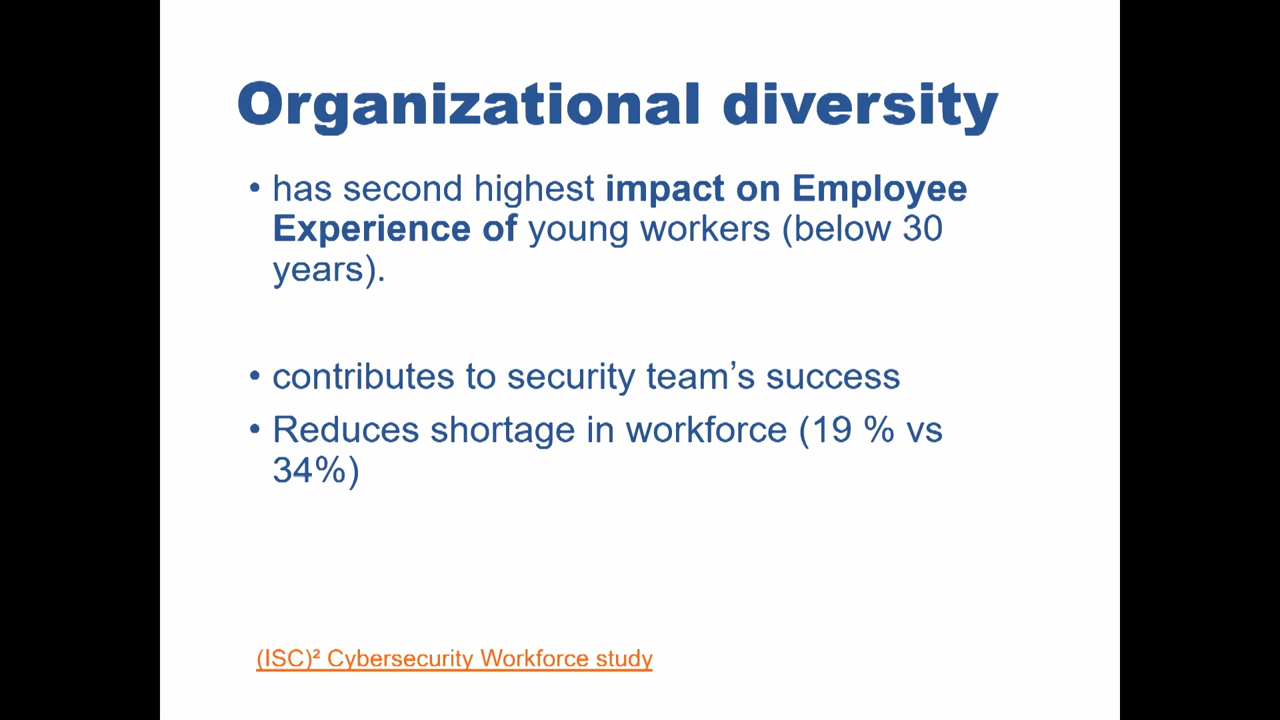 Organizational diversity
• has second highest impact on Employee
Experience of young workers (below 30
years).
• contributes to security team’s success
• Reduces shortage in workforce (19 % vs
34%)
(ISC)² Cybersecurity Workforce study